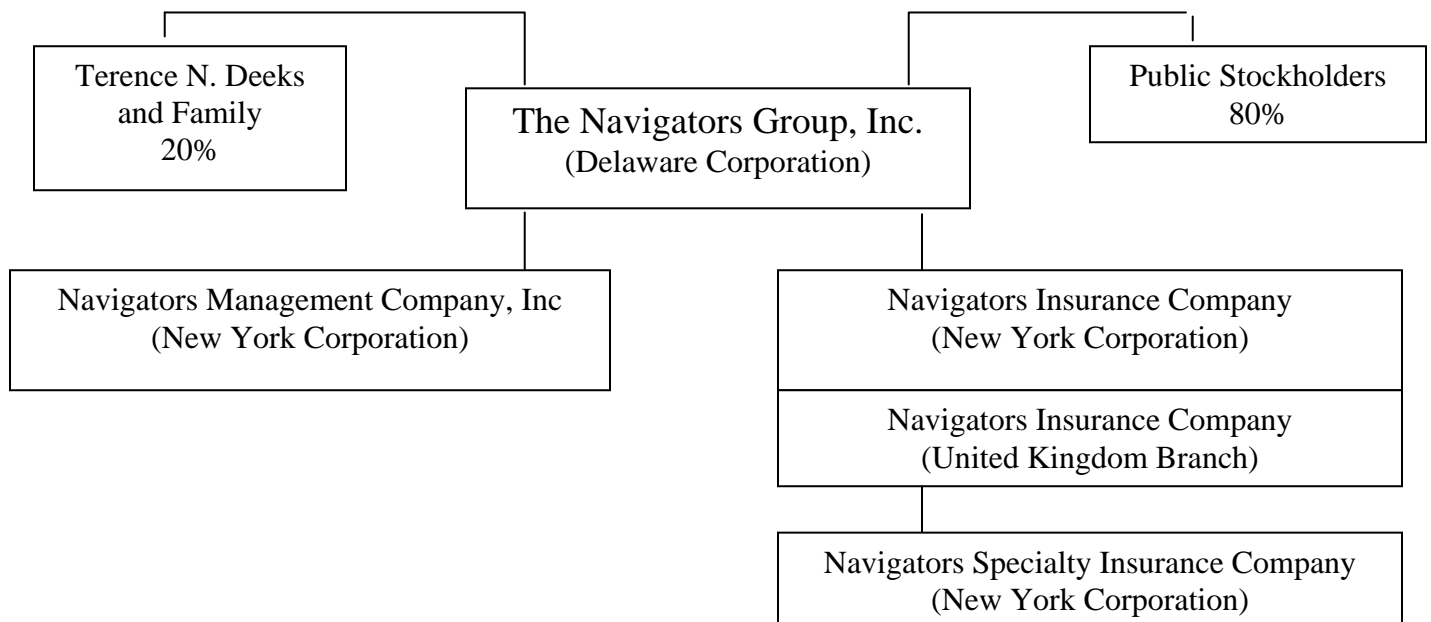 Terence N. Deeks
and Family
20%
The Navigators Group, Inc.
(Delaware Corporation)
Public Stockholders
80%
Navigators Management Company, Inc
(New York Corporation)
Navigators Insurance Company
(New York Corporation)
Navigators Insurance Company
(United Kingdom Branch)
Navigators Specialty Insurance Company
(New York Corporation)